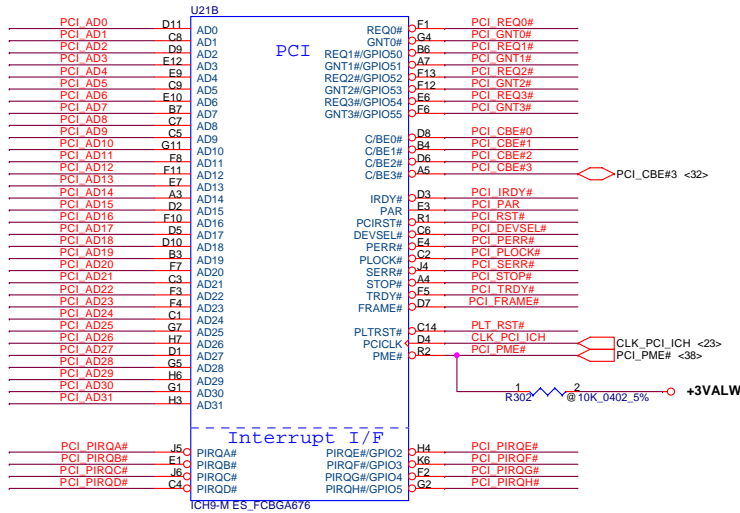 U21B
PCI
PCI_AD0 D11 AD0
PCI_AD1 C8 AD1
PCI_AD2 D9 AD2
PCI_AD3 E12 AD3
PCI_AD4 E9 AD4
PCI_AD5 C9 AD5
PCI_AD6 E10 AD6
PCI_AD7 B7 AD7
PCI_AD8 C7 AD8
PCI_AD9 C5 AD9
PCI_AD10 G11 AD10
PCI_AD11 F8 AD11
PCI_AD12 F11 AD12
PCI_AD13 E7 AD13
PCI_AD14 A3 AD14
PCI_AD15 D2 AD15
PCI_AD16 F10 AD16
PCI_AD17 D5 AD17
PCI_AD18 D10 AD18
PCI_AD19 B3 AD19
PCI_AD20 F7 AD20
PCI_AD21 C3 AD21
PCI_AD22 F3 AD22
PCI_AD23 F4 AD23
PCI_AD24 C1 AD24
PCI_AD25 G7 AD25
PCI_AD26 H7 AD26
PCI_AD27 D1 AD27
PCI_AD28 G5 AD28
PCI_AD29 H6 AD29
PCI_AD30 G1 AD30
PCI_AD31 H3 AD31
REQ0# F1 PCI_REQ0#
GNT0# G4 PCI_GNT0#
REQ1#/GPIO50 B6 PCI_REQ1#
GNT1#/GPIO51 A7 PCI_GNT1#
REQ2#/GPIO52 F13 PCI_REQ2#
GNT2#/GPIO53 F12 PCI_GNT2#
REQ3#/GPIO54 E6 PCI_REQ3#
GNT3#/GPIO55 F6 PCI_GNT3#
C/BE0# D8 PCI_CBE#0
C/BE1# B4 PCI_CBE#1
C/BE2# D6 PCI_CBE#2
C/BE3# A5 PCI_CBE#3 PCI_CBE#3 <32>
IRDY# D3 PCI_IRDY#
PAR E3 PCI_PAR
PCIRST# R1 PCI_RST#
DEVSEL# C6 PCI_DEVSEL#
PERR# E4 PCI_PERR#
PLOCK# C2 PCI_PLOCK#
SERR# J4 PCI_SERR#
STOP# A4 PCI_STOP#
TRDY# F5 PCI_TRDY#
FRAME# D7 PCI_FRAME#
PLTRST# C14 PLT_RST#
PCICLK D4 CLK_PCI_ICH CLK_PCI_ICH <23>
PME# R2 PCI_PME# PCI_PME# <38>
1 2 +3VALW
R302 @10K_0402_5%
Interrupt I/F
PCI_PIRQA# J5 PIRQA#
PCI_PIRQB# E1 PIRQB#
PCI_PIRQC# J6 PIRQC#
PCI_PIRQD# C4 PIRQD#
PIRQE#/GPIO2 H4 PCI_PIRQE#
PIRQF#/GPIO3 K6 PCI_PIRQF#
PIRQG#/GPIO4 F2 PCI_PIRQG#
PIRQH#/GPIO5 G2 PCI_PIRQH#
ICH9-M ES_FCBGA676